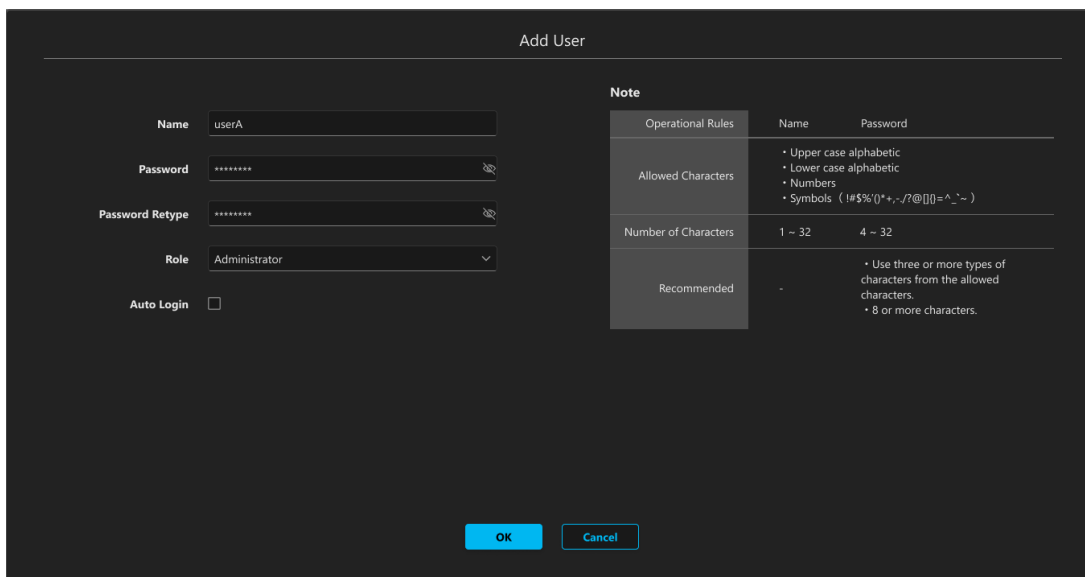 Add User
Name userA
Password ********
Password Retype ********
Role Administrator
Auto Login
Note
Operational Rules Name Password
Allowed Characters
・Upper case alphabetic
・Lower case alphabetic
・Numbers
・Symbols ( !#$%'()*+,-./?@[]{}=^_`~ )
Number of Characters 1 ~ 32 4 ~ 32
Recommended -
・Use three or more types of
characters from the allowed
characters.
・8 or more characters.
OK Cancel